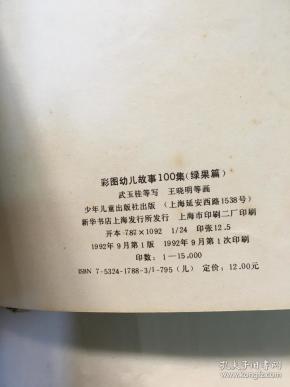 彩图幼儿故事100集(绿果篇)
武玉桂等写 王晓明等画
少年儿童出版社出版 (上海延安西路1538号)
新华书店上海发行所发行 上海市印刷二厂印刷
开本 787×1092 1/24 印张12.5
1992年9月第1版 1992年9月第1次印刷
印数: 1—15,000
ISBN 7-5324-1788-3/I·795(儿) 定价: 12.00元
孔夫子旧书网